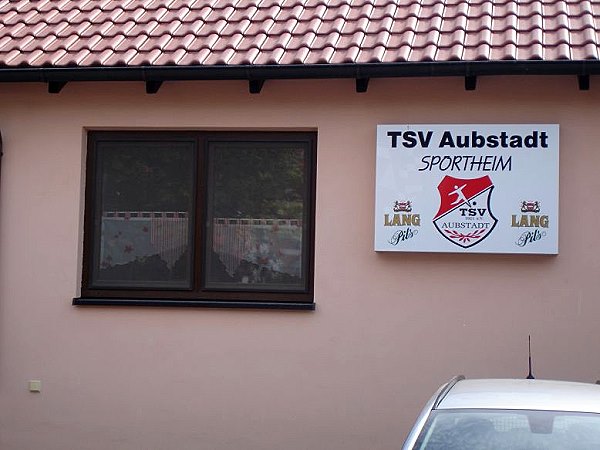 TSV Aubstadt
SPORTHEIM
TSV
AUBSTADT
LANG
Pils
LANG
Pils